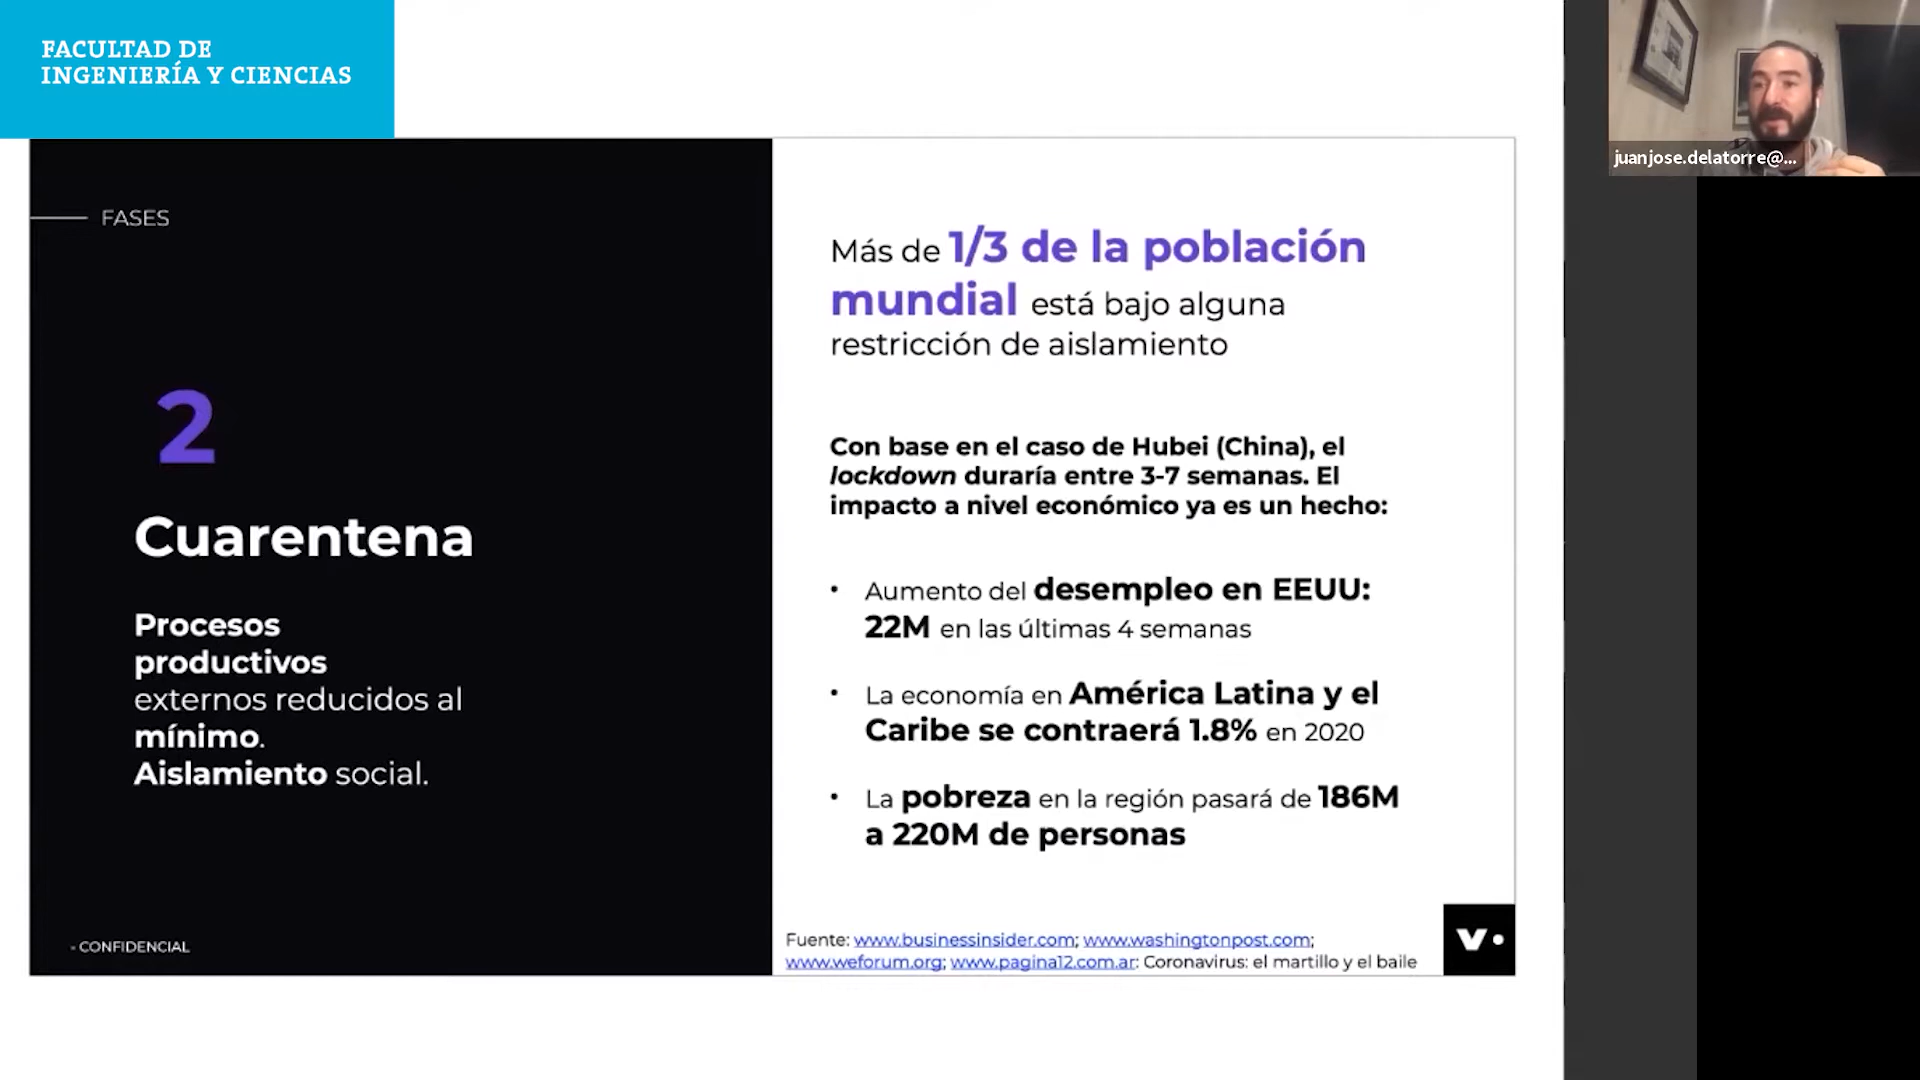 FACULTAD DE
INGENIERÍA Y CIENCIAS
juanjose.delatorre@...
FASES
2
Cuarentena
Procesos
productivos
externos reducidos al
mínimo.
Aislamiento social.
- CONFIDENCIAL
Más de 1/3 de la población
mundial está bajo alguna
restricción de aislamiento
Con base en el caso de Hubei (China), el
lockdown duraría entre 3-7 semanas. El
impacto a nivel económico ya es un hecho:
• Aumento del desempleo en EEUU:
22M en las últimas 4 semanas
• La economía en América Latina y el
Caribe se contraerá 1.8% en 2020
• La pobreza en la región pasará de 186M
a 220M de personas
Fuente: www.businessinsider.com; www.washingtonpost.com;
www.weforum.org; www.pagina12.com.ar: Coronavirus: el martillo y el baile
v•